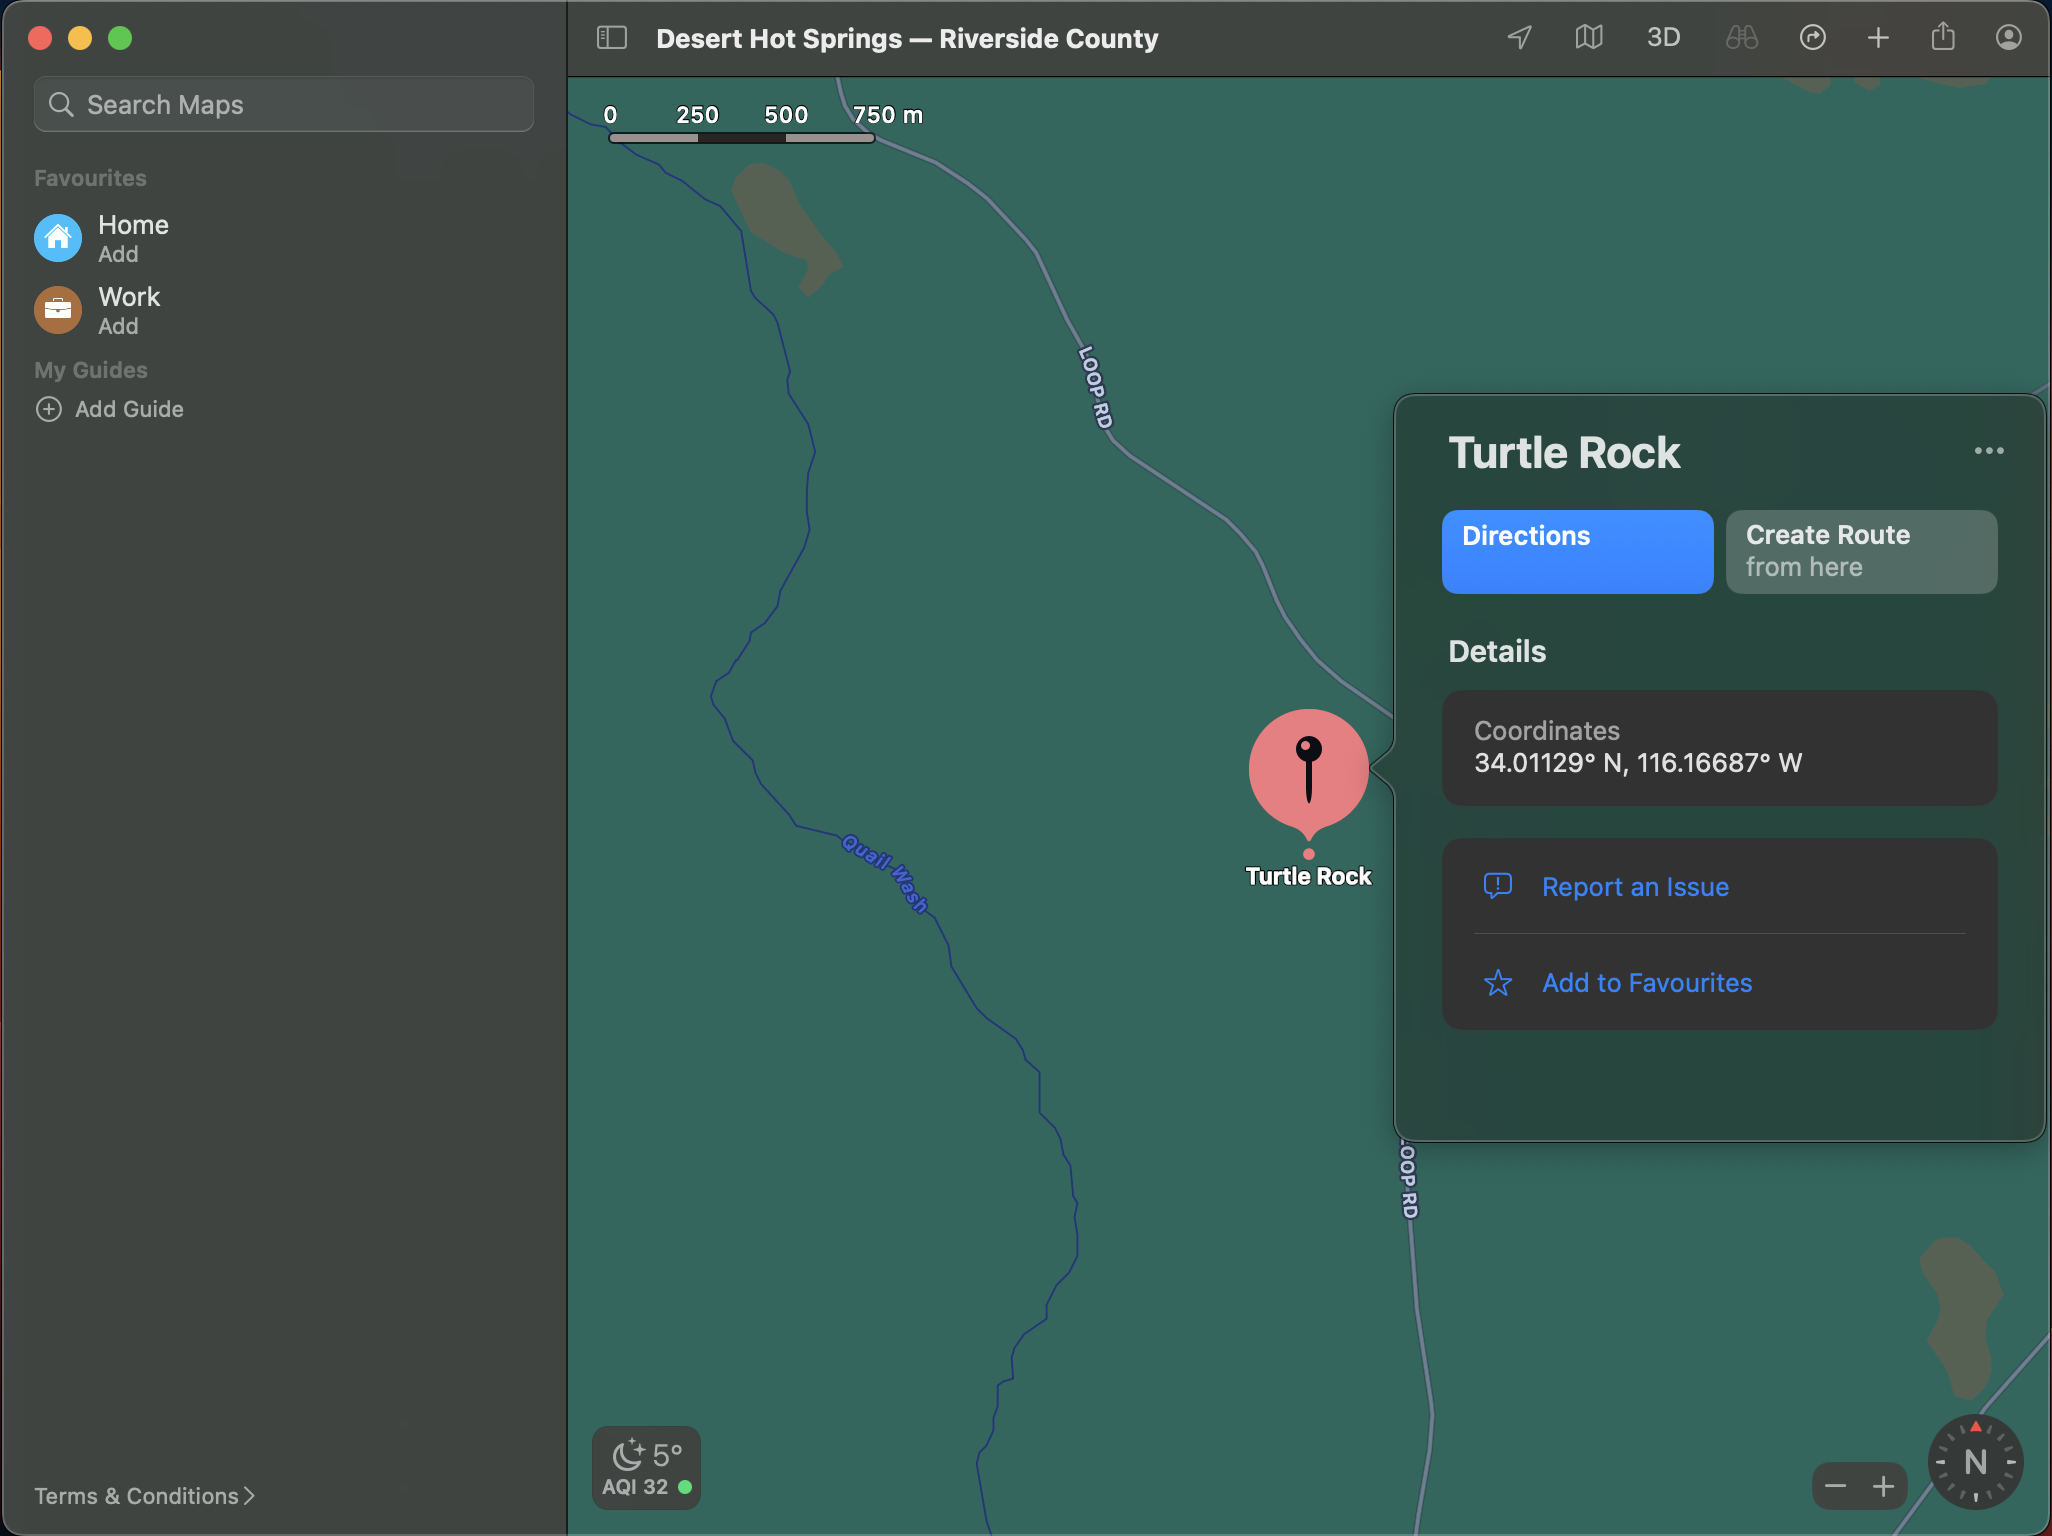 Desert Hot Springs — Riverside County
3D
Search Maps
Favourites
Home
Add
Work
Add
My Guides
Add Guide
Terms & Conditions
0 250 500 750 m
LOOP RD
Quail Wash
Turtle Rock
LOOP RD
5°
AQI 32
N
Turtle Rock
Directions
Create Route
from here
Details
Coordinates
34.01129° N, 116.16687° W
Report an Issue
Add to Favourites